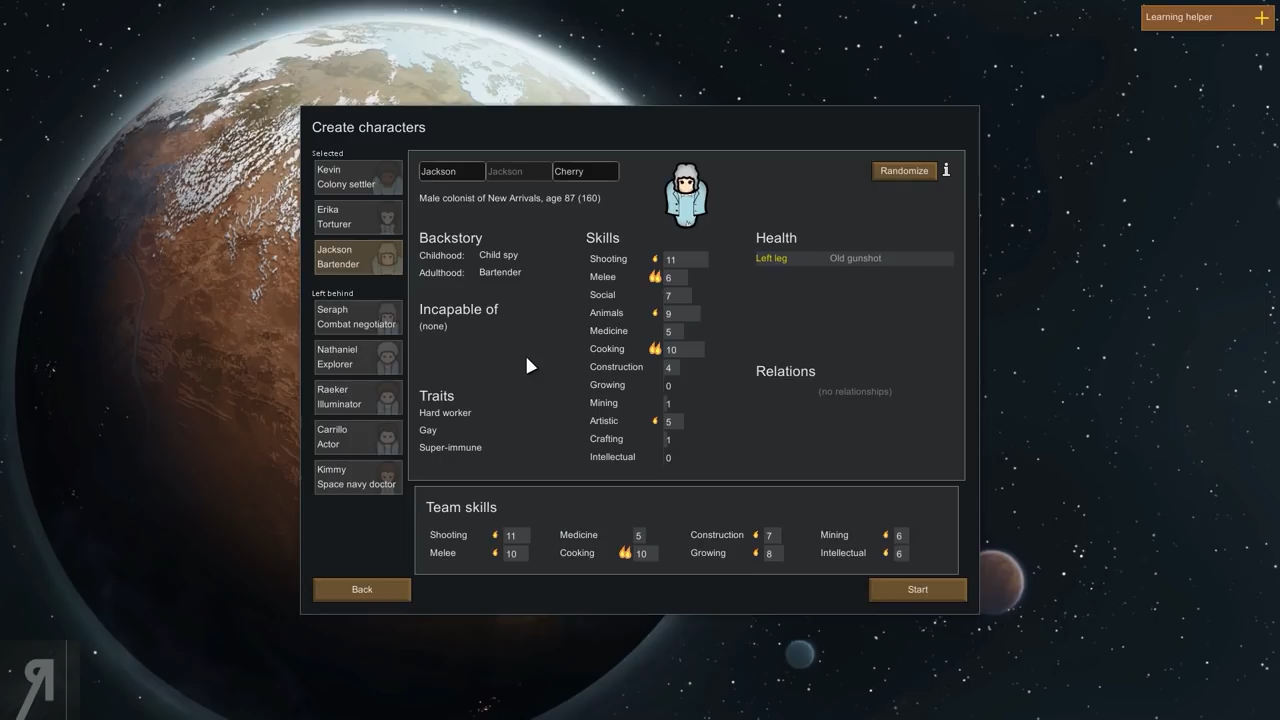 Learning helper
Create characters
Selected
Kevin
Colony settler
Erika
Torturer
Jackson
Bartender
Left behind
Seraph
Combat negotiator
Nathaniel
Explorer
Raeker
Illuminator
Carrillo
Actor
Kimmy
Space navy doctor
Jackson Jackson Cherry
Randomize
Male colonist of New Arrivals, age 87 (160)
Backstory
Childhood: Child spy
Adulthood: Bartender
Incapable of
(none)
Traits
Hard worker
Gay
Super-immune
Skills
Shooting 11
Melee 6
Social 7
Animals 9
Medicine 5
Cooking 10
Construction 4
Growing 0
Mining 1
Artistic 5
Crafting 1
Intellectual 0
Health
Left leg Old gunshot
Relations
(no relationships)
Team skills
Shooting 11 Medicine 5 Construction 7 Mining 6
Melee 10 Cooking 10 Growing 8 Intellectual 6
Back
Start